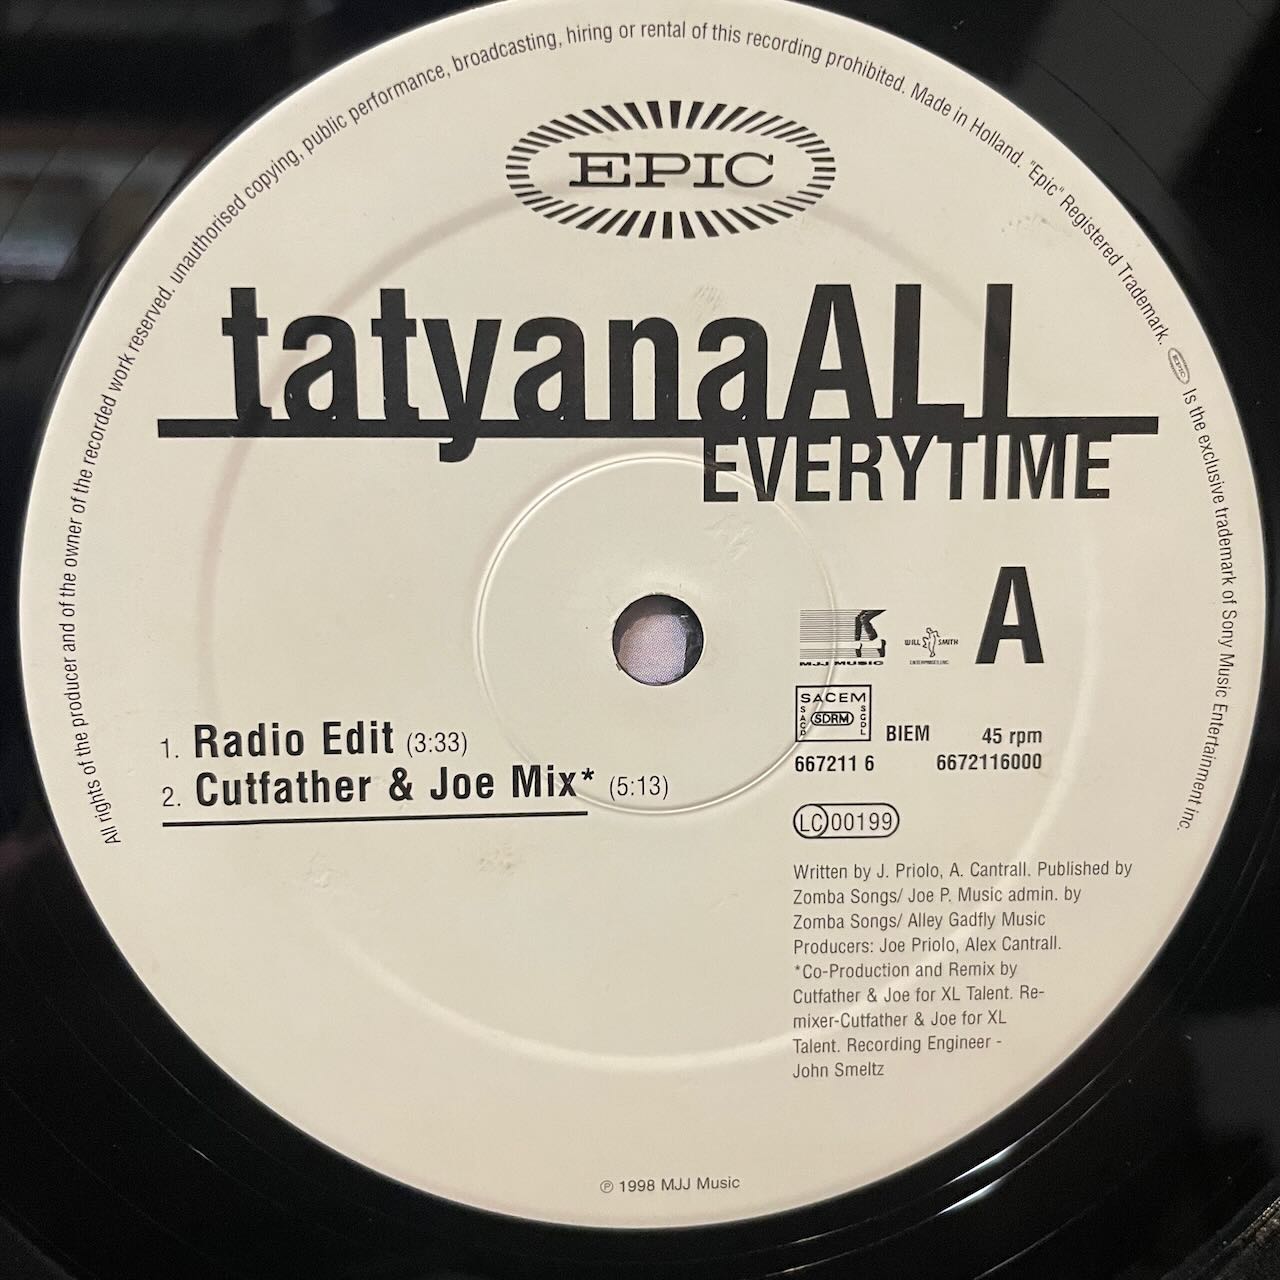 All rights of the producer and of the owner of the recorded work reserved. unauthorised copying, public performance, broadcasting, hiring or rental of this recording prohibited. Made in Holland. "Epic" Registered Trademark. EPIC Is the exclusive trademark of Sony Music Entertainment inc.
EPIC
tatyanaALI
EVERYTIME
A
MJJ MUSIC
WILL SMITH
ENTERPRISES, INC.
SACEM
SACD
SDRM
SGDL
BIEM
45 rpm
667211 6
6672116000
LC 00199
1. Radio Edit (3:33)
2. Cutfather & Joe Mix* (5:13)
Written by J. Priolo, A. Cantrall. Published by
Zomba Songs/ Joe P. Music admin. by
Zomba Songs/ Alley Gadfly Music
Producers: Joe Priolo, Alex Cantrall.
*Co-Production and Remix by
Cutfather & Joe for XL Talent. Re-
mixer-Cutfather & Joe for XL
Talent. Recording Engineer -
John Smeltz
℗ 1998 MJJ Music